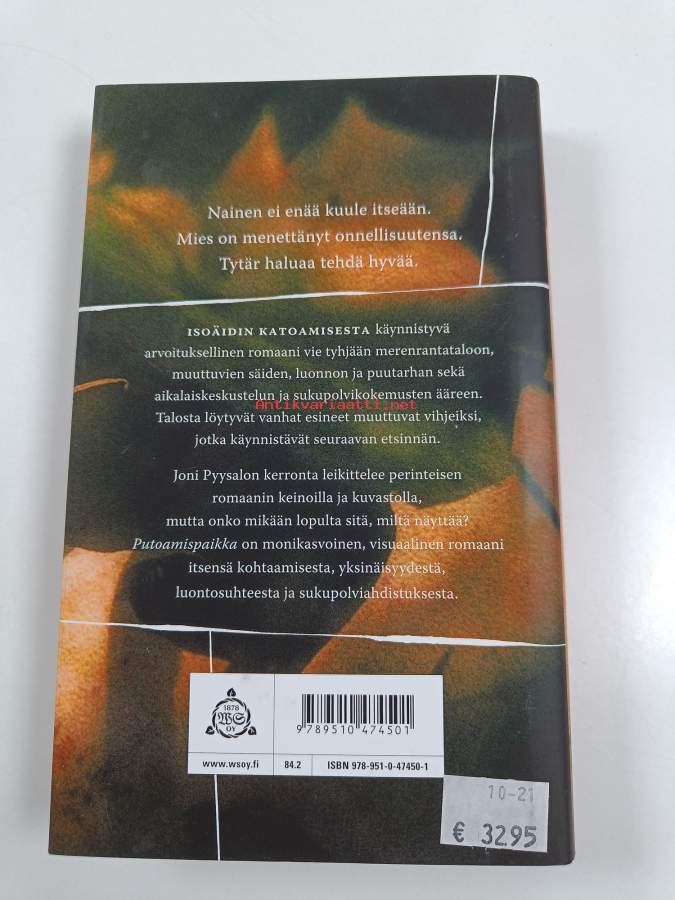 Nainen ei enää kuule itseään.
Mies on menettänyt onnellisuutensa.
Tytär haluaa tehdä hyvää.
ISOÄIDIN KATOAMISESTA käynnistyvä
arvoituksellinen romaani vie tyhjään merenrantataloon,
muuttuvien säiden, luonnon ja puutarhan sekä
aikalaiskeskustelun ja sukupolvikokemusten ääreen.
Antikvariaatti.net
Talosta löytyvät vanhat esineet muuttuvat vihjeiksi,
jotka käynnistävät seuraavan etsinnän.
Joni Pyysalon kerronta leikittelee perinteisen
romaanin keinoilla ja kuvastolla,
mutta onko mikään lopulta sitä, miltä näyttää?
Putoamispaikka on monikasvoinen, visuaalinen romaani
itsensä kohtaamisesta, yksinäisyydestä,
luontosuhteesta ja sukupolviahdistuksesta.
1878
WS
OY
9 789510 474501
www.wsoy.fi 84.2 ISBN 978-951-0-47450-1
10-21
€ 32.95